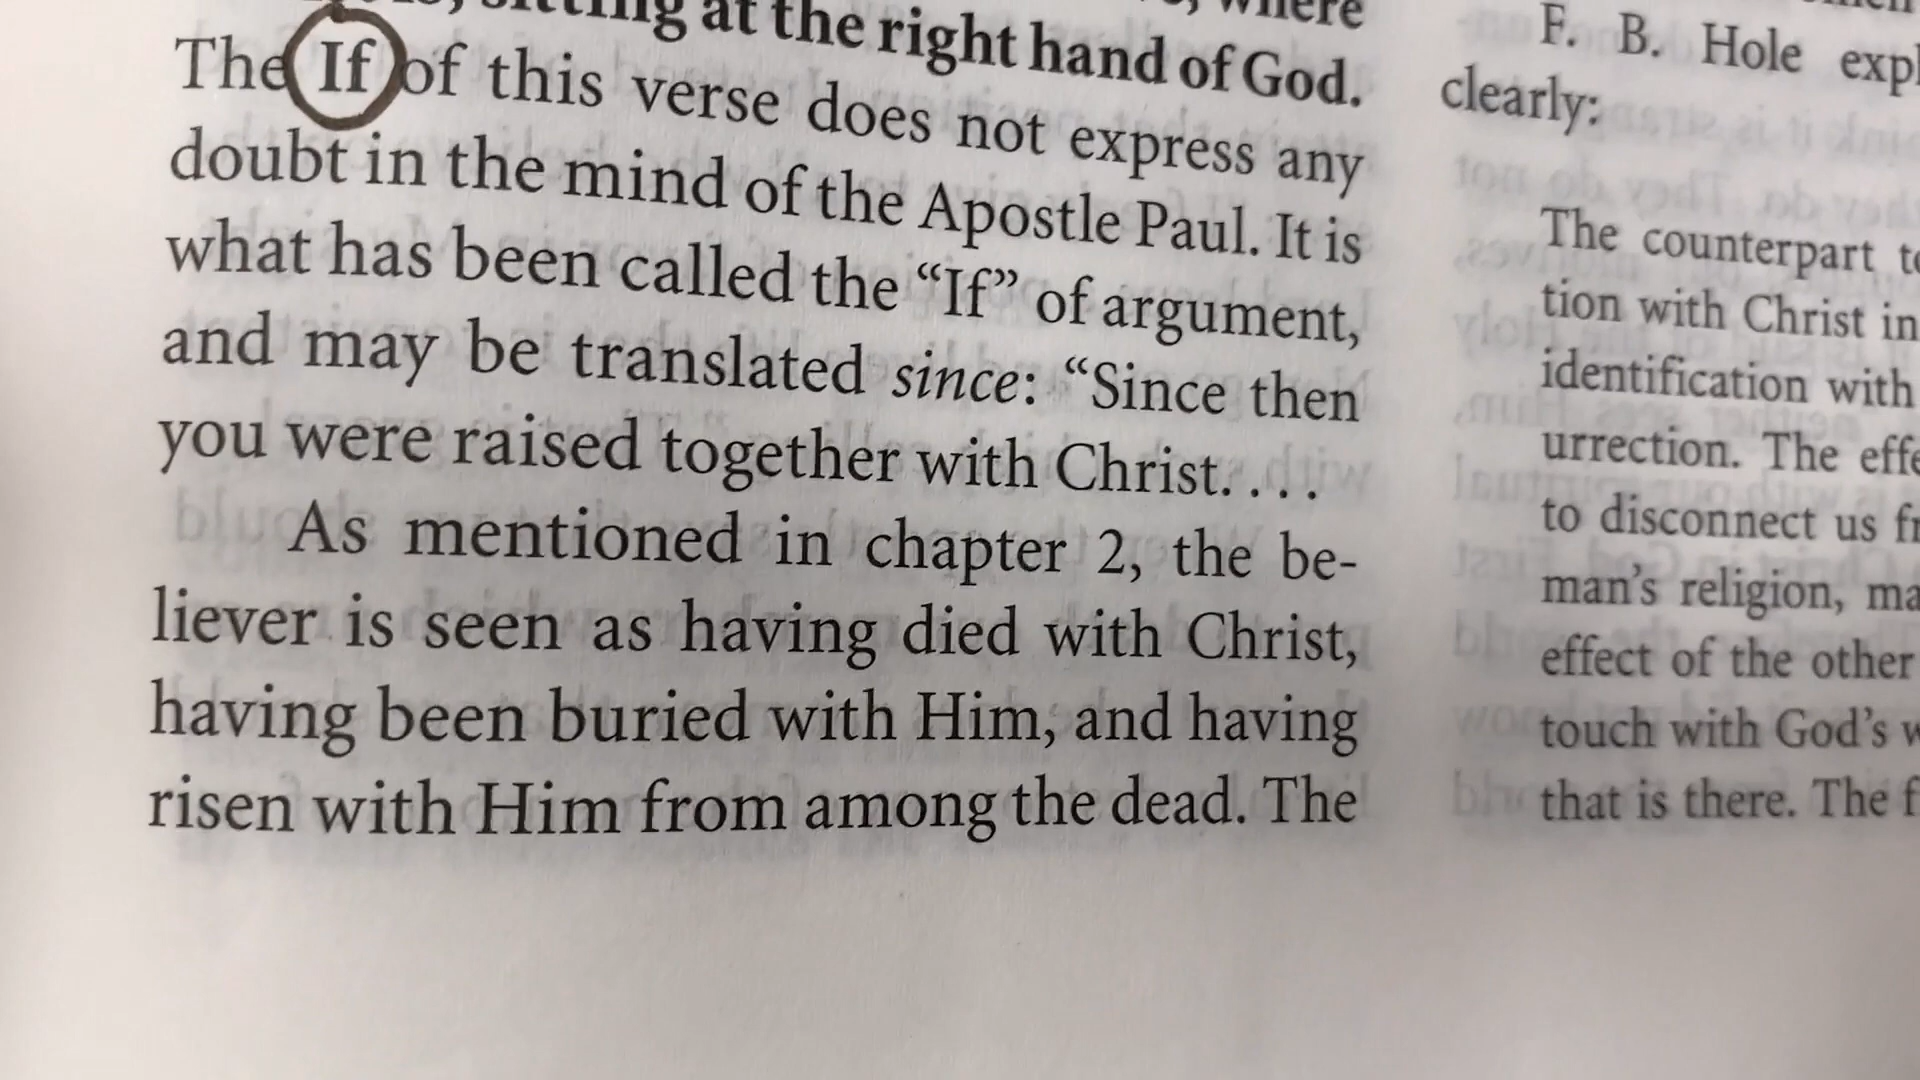 sitting at the right hand of God.
The If of this verse does not express any
doubt in the mind of the Apostle Paul. It is
what has been called the “If” of argument,
and may be translated since: “Since then
you were raised together with Christ. . . .
As mentioned in chapter 2, the be-
liever is seen as having died with Christ,
having been buried with Him, and having
risen with Him from among the dead. The
F. B. Hole
clearly:
The counterpart
tion with Christ in
identification with
urrection. The
to disconnect us
man’s religion,
effect of the other
touch with God’s
that is there. The